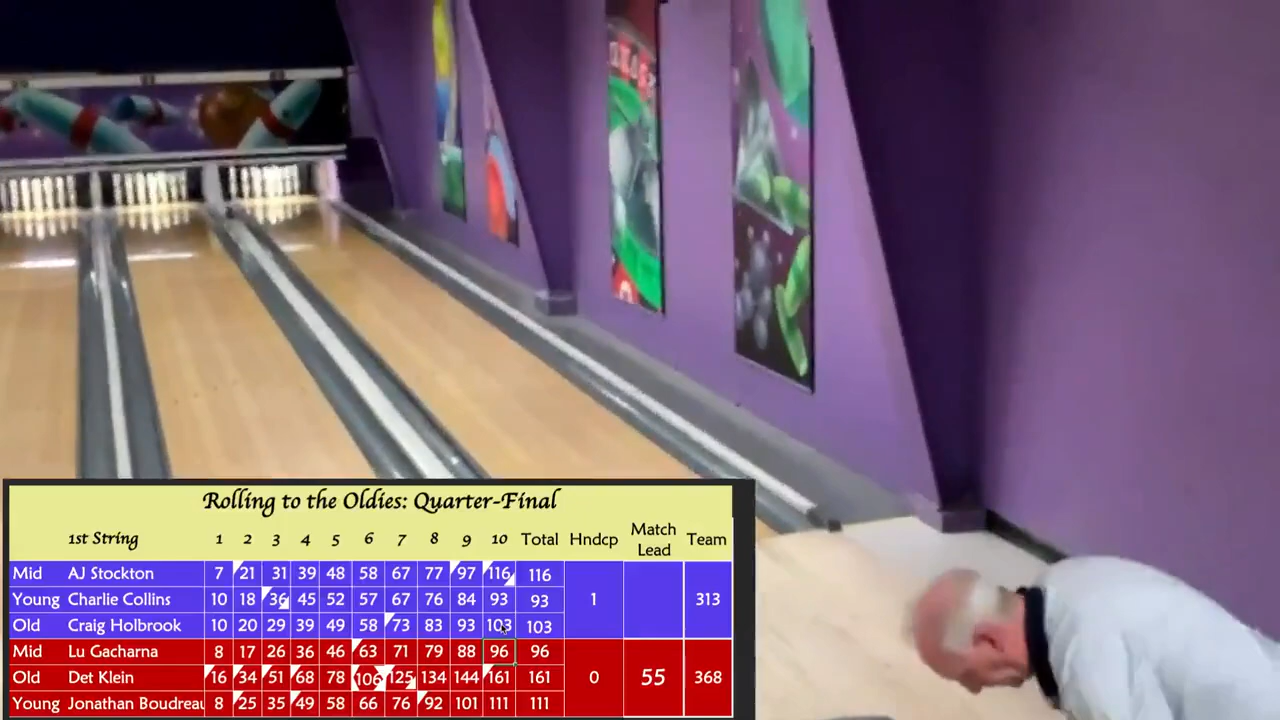 Rolling to the Oldies: Quarter-Final
1st String 1 2 3 4 5 6 7 8 9 10 Total Hndcp Match Lead Team
Mid AJ Stockton 7 21 31 39 48 58 67 77 97 116 116
Young Charlie Collins 10 18 36 45 52 57 67 76 84 93 93 1 313
Old Craig Holbrook 10 20 29 39 49 58 73 83 93 103 103
Mid Lu Gacharna 8 17 26 36 46 63 71 79 88 96 96
Old Det Klein 16 34 51 68 78 106 125 134 144 161 161 0 55 368
Young Jonathan Boudreau 8 25 35 49 58 66 76 92 101 111 111